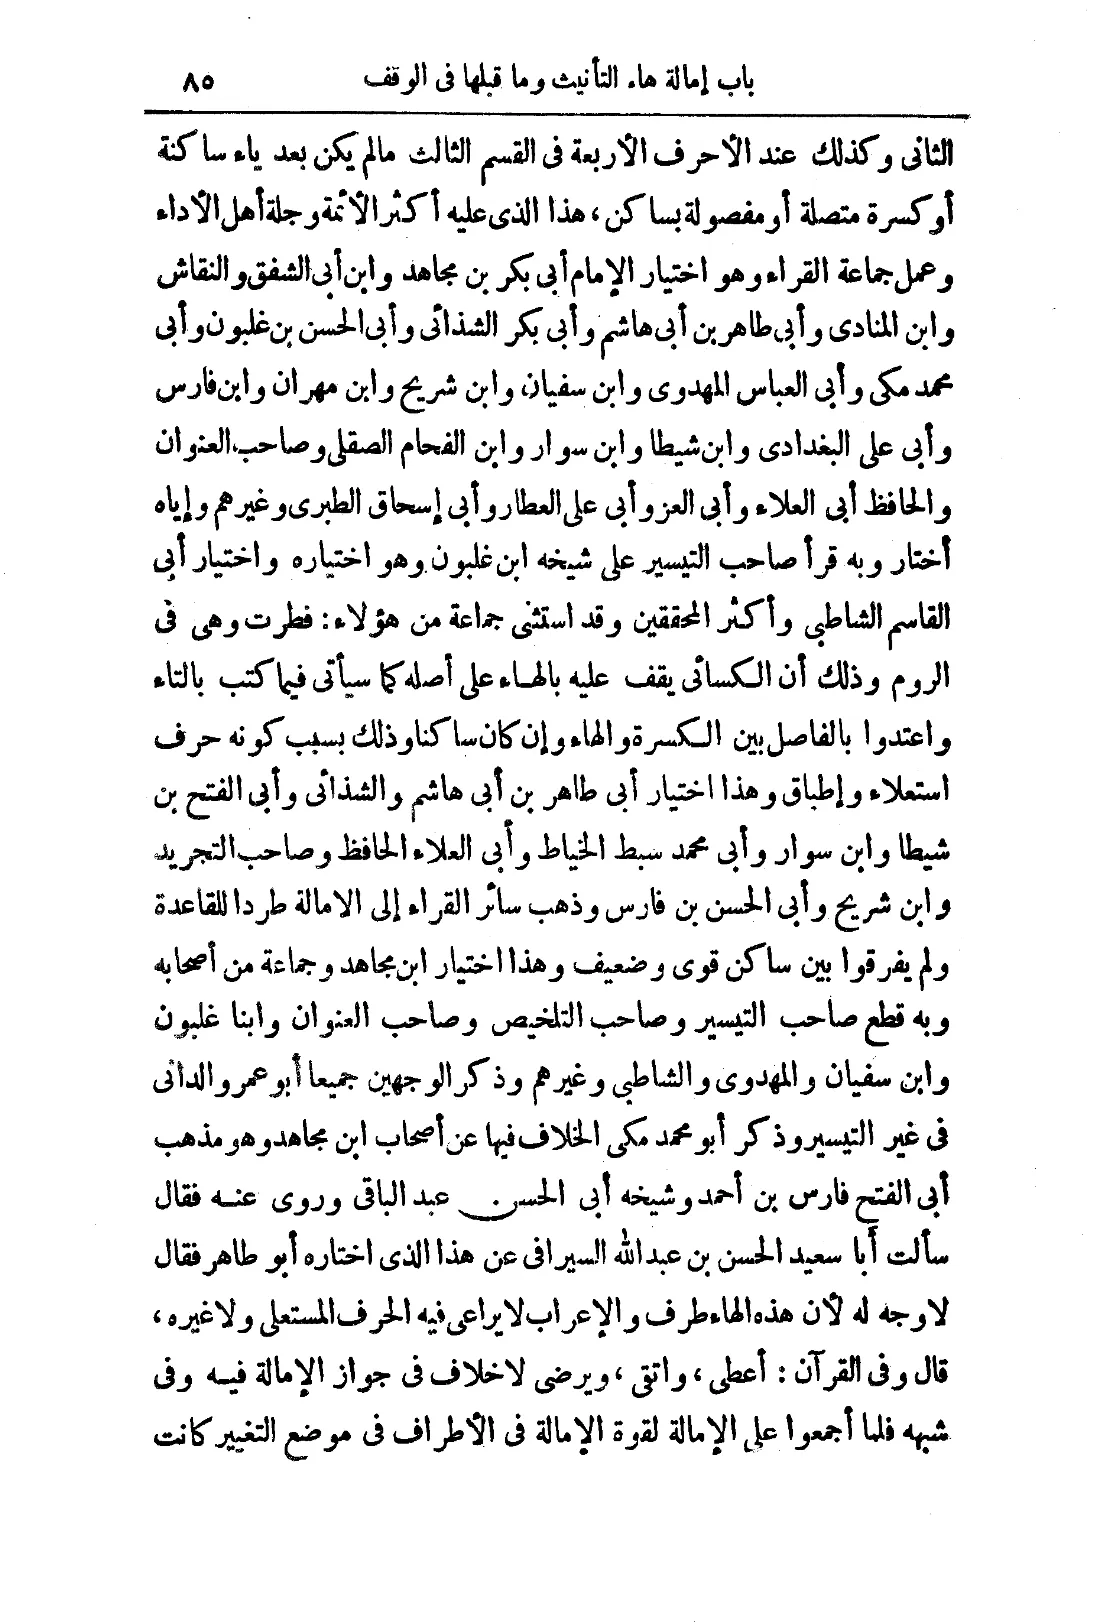 باب إمالة هاء التأنيث وما قبلها فى الوقف ٨٥
الثانى وكذلك عند الأحرف الأربعة فى القسم الثالث مالم يكن بعد ياء ساكنة
أو كسرة متصلة أو مفصولة بساكن، هذا الذى عليه أكثر الأئمة وجلة أهل الأداء
وعمل جماعة القراء وهو اختيار الإمام أبى بكر بن مجاهد وابن أبى الشفق والنقاش
وابن المنادى وأبى طاهر بن أبى هاشم وأبى بكر الشذائى وأبى الحسن بن غلبون وأبى
محمد مكى وأبى العباس المهدوى وابن سفيان وابن شريح وابن مهران وابن فارس
وأبى على البغدادى وابن شيطا وابن سوار وابن الفحام الصقلى وصاحب العنوان
والحافظ أبى العلاء وأبى العز وأبى على العطار وأبى إسحاق الطبرى وغيرهم وإياه
أختار وبه قرأ صاحب التيسير على شيخه ابن غلبون وهو اختياره واختيار أبى
القاسم الشاطبى وأكثر المحققين وقد استثنى جماعة من هؤلاء: فطرت وهى فى
الروم وذلك أن الكسائى يقف عليه بالهاء على أصله كما سيأتى فيما كتب بالتاء
واعتدوا بالفاصل بين الكسرة والهاء وإن كان ساكنا وذلك بسبب كونه حرف
استعلاء وإطباق وهذا اختيار أبى طاهر بن أبى هاشم والشذائى وأبى الفتح بن
شيطا وابن سوار وأبى محمد سبط الخياط وأبى العلاء الحافظ وصاحب التجريد
وابن شريح وأبى الحسن بن فارس وذهب سائر القراء إلى الامالة طردا للقاعدة
ولم يفرقوا بين ساكن قوى وضعيف وهذا اختيار ابن مجاهد وجماعة من أصحابه
وبه قطع صاحب التيسير وصاحب التلخيص وصاحب العنوان وابنا غلبون
وابن سفيان والمهدوى والشاطبى وغيرهم وذكر الوجهين جميعا أبو عمرو الدانى
فى غير التيسير وذكر أبو محمد مكى الخلاف فيها عن أصحاب ابن مجاهد وهو مذهب
أبى الفتح فارس بن أحمد وشيخه أبى الحسن عبد الباقى وروى عنه فقال
سألت أبا سعيد الحسن بن عبدالله السيرافى عن هذا الذى اختاره أبو طاهر فقال
لا وجه له لأن هذه الهاء طرف والإعراب لا يراعى فيه الحرف المستعلى ولا غيره،
قال وفى القرآن: أعطى، واتقى، ويرضى لا خلاف فى جواز الإمالة فيه وفى
شبهه فلما أجمعوا على الإمالة لقوة الإمالة فى الأطراف فى موضع التغيير كانت